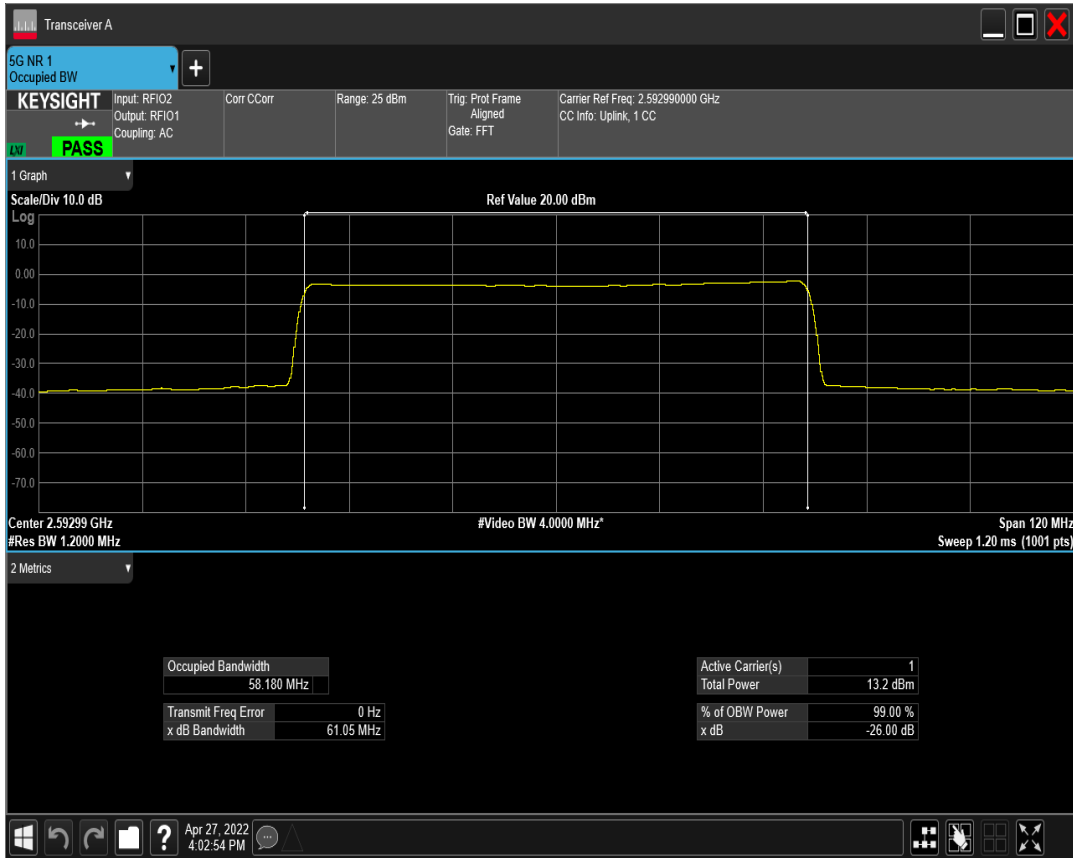 Transceiver A
5G NR 1
Occupied BW
KEYSIGHT
LXI
PASS
Input: RFIO2
Output: RFIO1
Coupling: AC
Corr CCorr
Range: 25 dBm
Trig: Prot Frame
Aligned
Gate: FFT
Carrier Ref Freq: 2.592990000 GHz
CC Info: Uplink, 1 CC
1 Graph
Scale/Div 10.0 dB
Ref Value 20.00 dBm
Log
10.0
0.00
-10.0
-20.0
-30.0
-40.0
-50.0
-60.0
-70.0
Center 2.59299 GHz
#Video BW 4.0000 MHz*
Span 120 MHz
#Res BW 1.2000 MHz
Sweep 1.20 ms (1001 pts)
2 Metrics
Occupied Bandwidth
58.180 MHz
Transmit Freq Error 0 Hz
x dB Bandwidth 61.05 MHz
Active Carrier(s) 1
Total Power 13.2 dBm
% of OBW Power 99.00 %
x dB -26.00 dB
Apr 27, 2022
4:02:54 PM